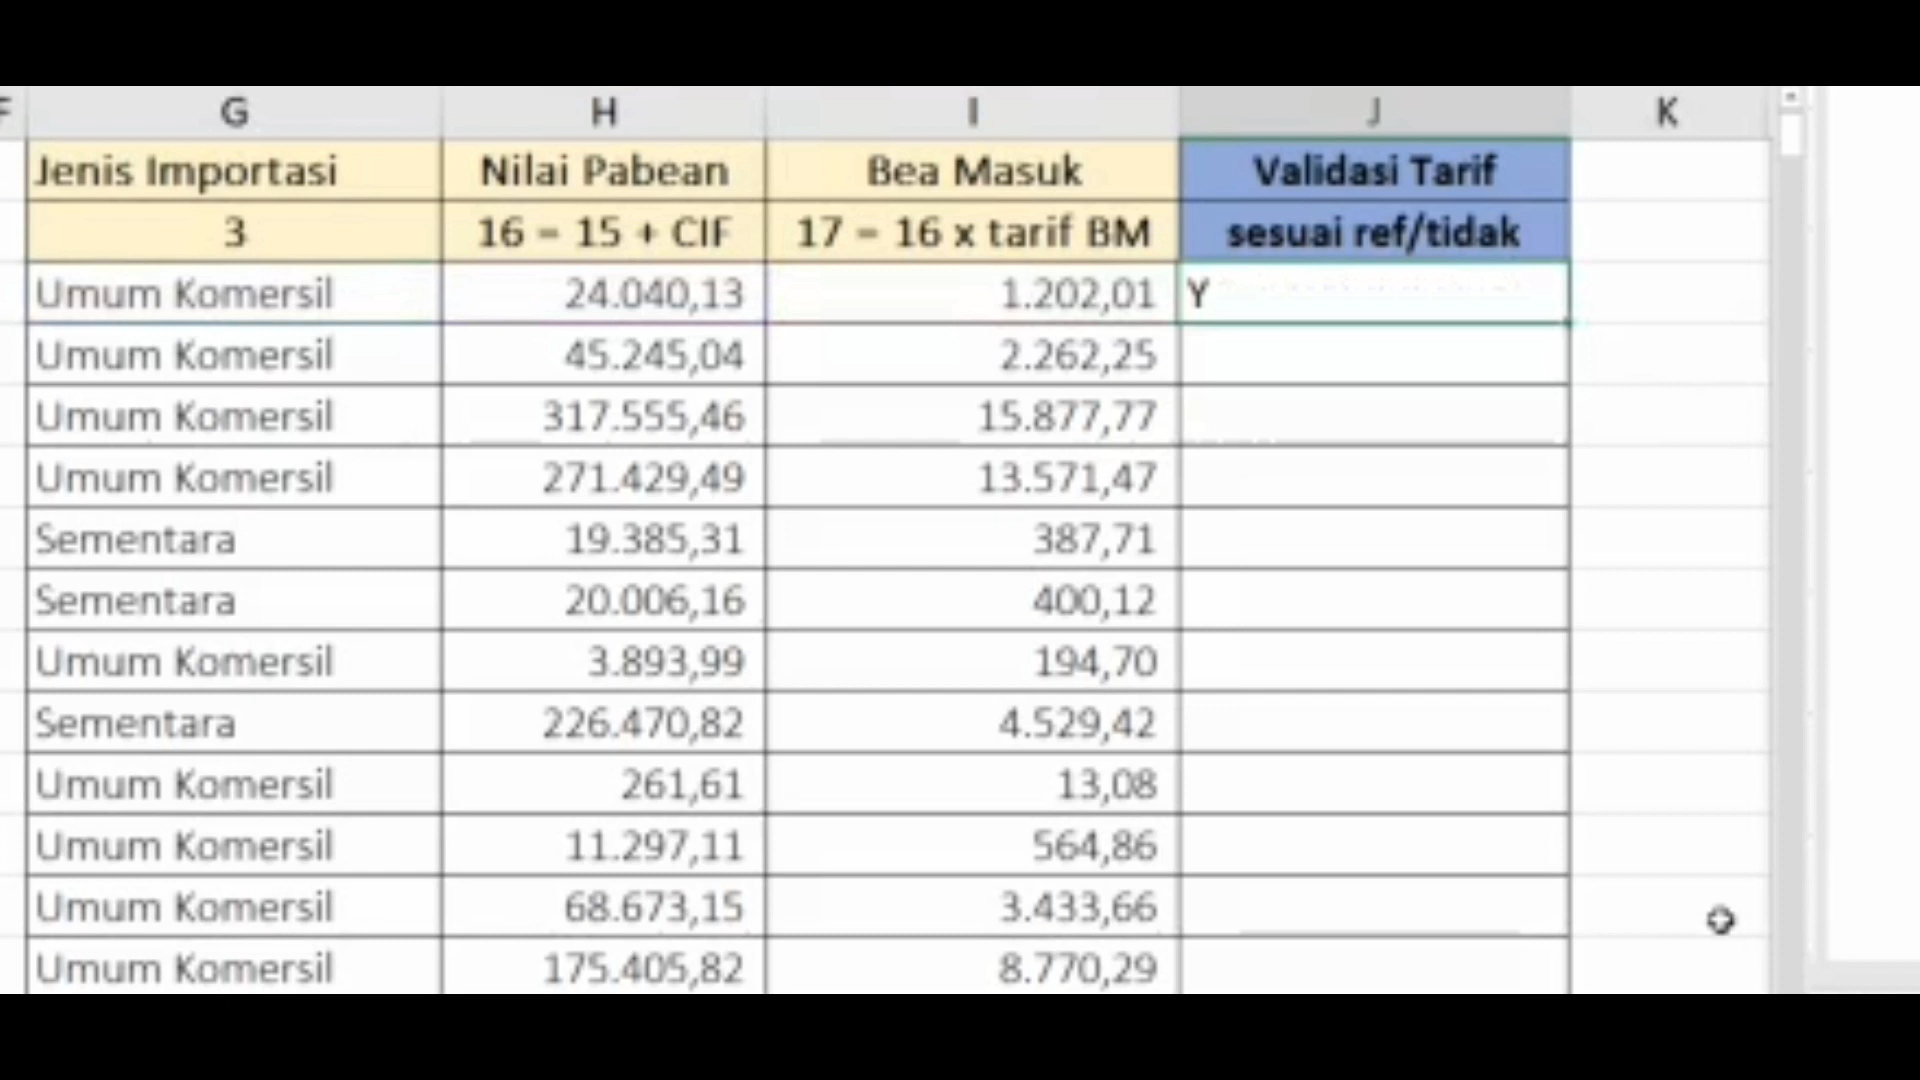 F G H I J K
Jenis Importasi Nilai Pabean Bea Masuk Validasi Tarif
3 16 = 15 + CIF 17 = 16 x tarif BM sesuai ref/tidak
Umum Komersil 24.040,13 1.202,01 Y
Umum Komersil 45.245,04 2.262,25
Umum Komersil 317.555,46 15.877,77
Umum Komersil 271.429,49 13.571,47
Sementara 19.385,31 387,71
Sementara 20.006,16 400,12
Umum Komersil 3.893,99 194,70
Sementara 226.470,82 4.529,42
Umum Komersil 261,61 13,08
Umum Komersil 11.297,11 564,86
Umum Komersil 68.673,15 3.433,66
Umum Komersil 175.405,82 8.770,29